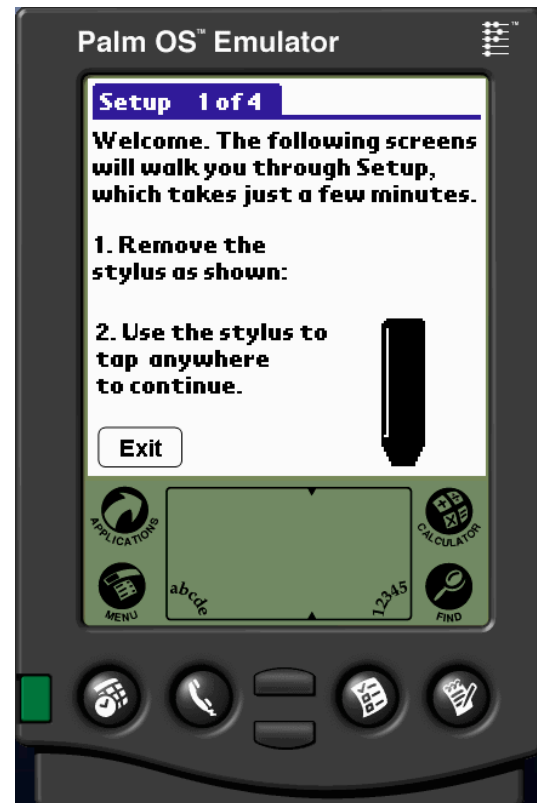 Palm OS™ Emulator
™
Setup 1 of 4
Welcome. The following screens
will walk you through Setup,
which takes just a few minutes.
1. Remove the
stylus as shown:
2. Use the stylus to
tap anywhere
to continue.
Exit
APPLICATIONS
CALCULATOR
MENU
abcde
12345
FIND